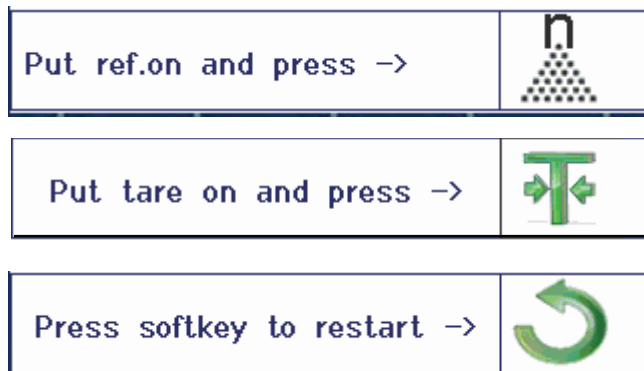 Put ref.on and press ->
n
Put tare on and press ->
Press softkey to restart ->